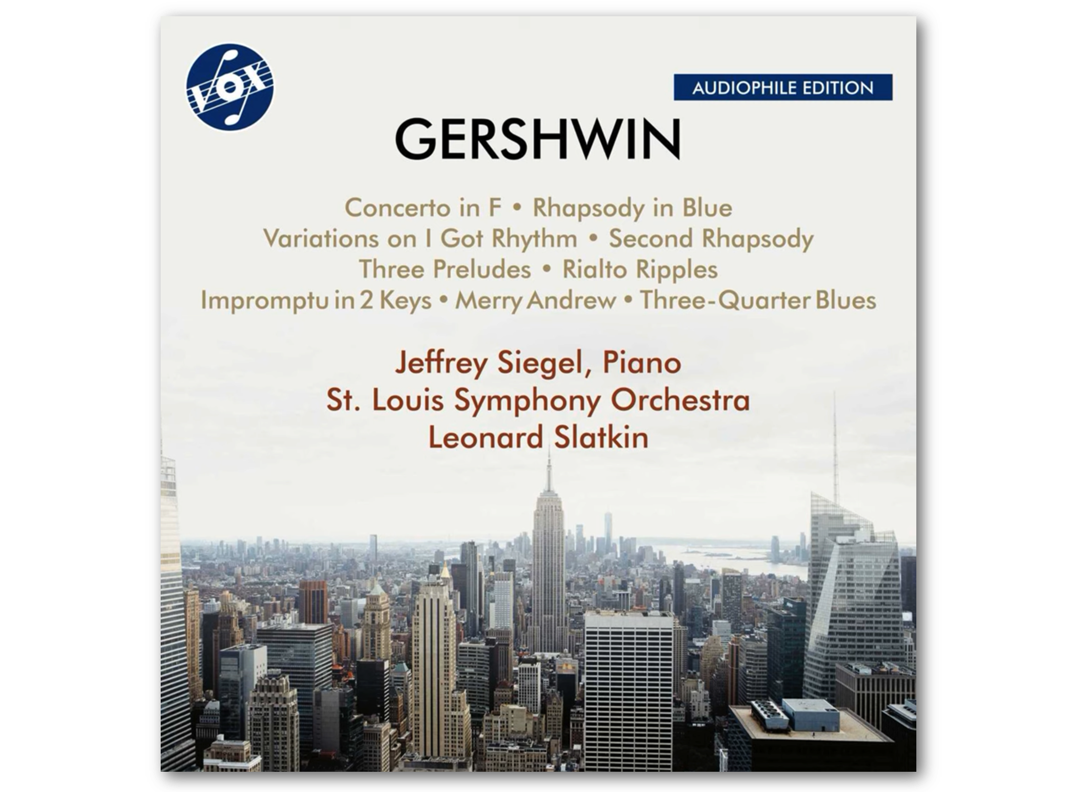 VOX
AUDIOPHILE EDITION
GERSHWIN
Concerto in F • Rhapsody in Blue
Variations on I Got Rhythm • Second Rhapsody
Three Preludes • Rialto Ripples
Impromptu in 2 Keys • Merry Andrew • Three-Quarter Blues
Jeffrey Siegel, Piano
St. Louis Symphony Orchestra
Leonard Slatkin